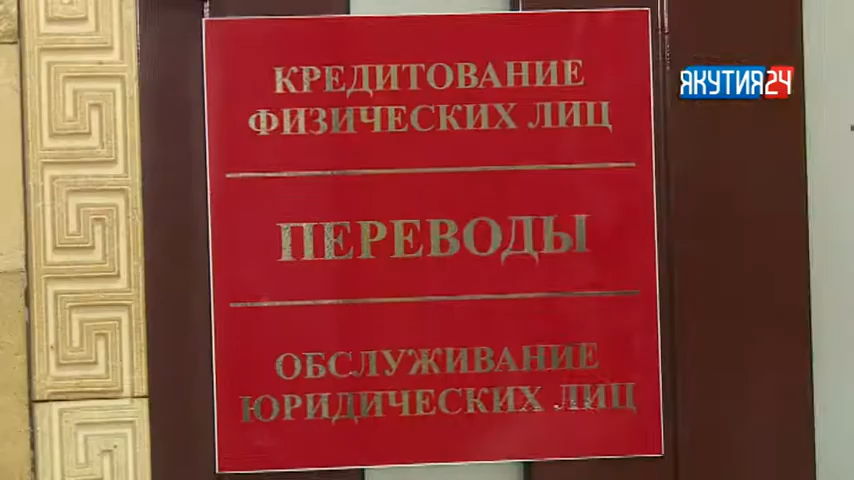 КРЕДИТОВАНИЕ
ФИЗИЧЕСКИХ ЛИЦ
ПЕРЕВОДЫ
ОБСЛУЖИВАНИЕ
ЮРИДИЧЕСКИХ ЛИЦ
ЯКУТИЯ24